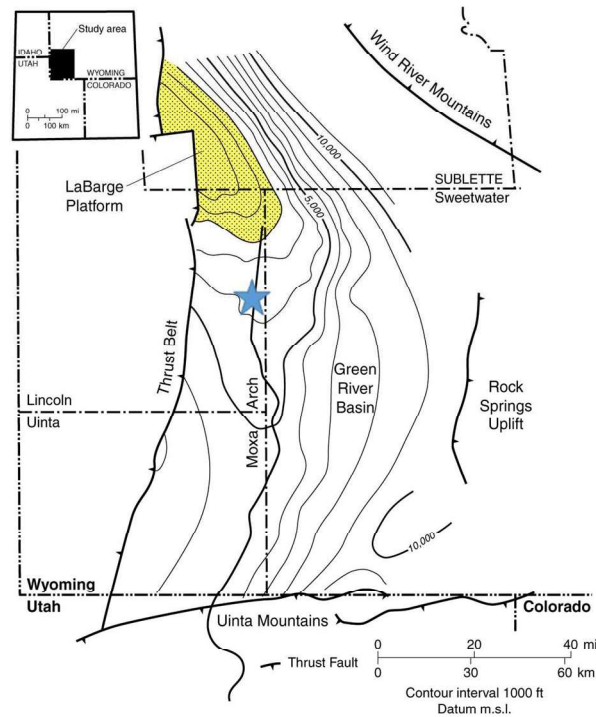 Study area
IDAHO
UTAH
WYOMING
COLORADO
0 100 mi
0 100 km
Wind River Mountains
10,000
LaBarge
Platform
SUBLETTE
Sweetwater
5,000
Thrust Belt
Green
River
Basin
Moxa Arch
Rock
Springs
Uplift
Lincoln
Uinta
10,000
Wyoming
Utah
Colorado
Uinta Mountains
Thrust Fault
0 20 40 mi
0 30 60 km
Contour interval 1000 ft
Datum m.s.l.